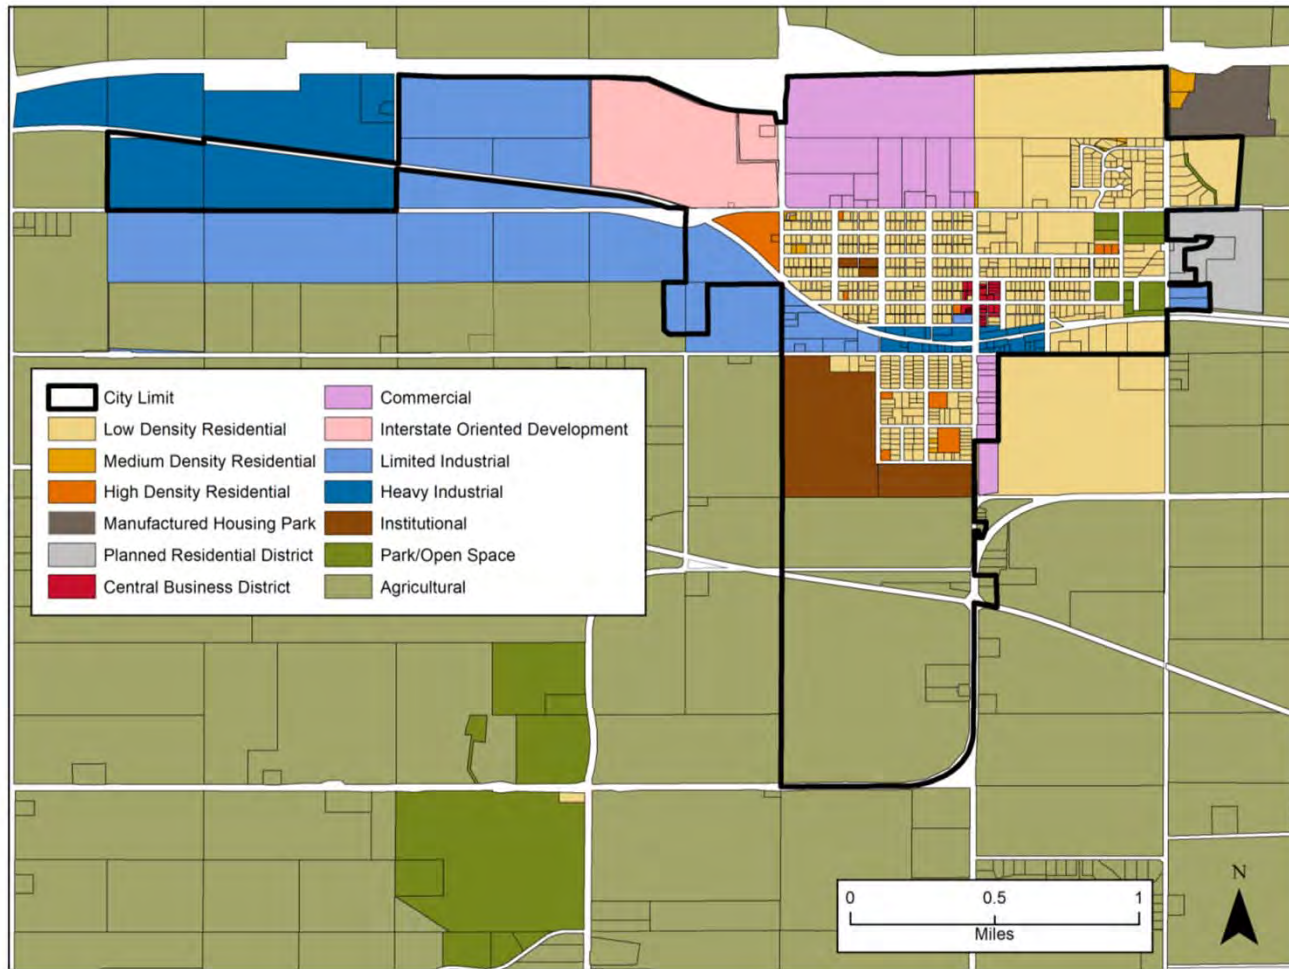 City Limit
Low Density Residential
Medium Density Residential
High Density Residential
Manufactured Housing Park
Planned Residential District
Central Business District
Commercial
Interstate Oriented Development
Limited Industrial
Heavy Industrial
Institutional
Park/Open Space
Agricultural
N
0 0.5 1
Miles